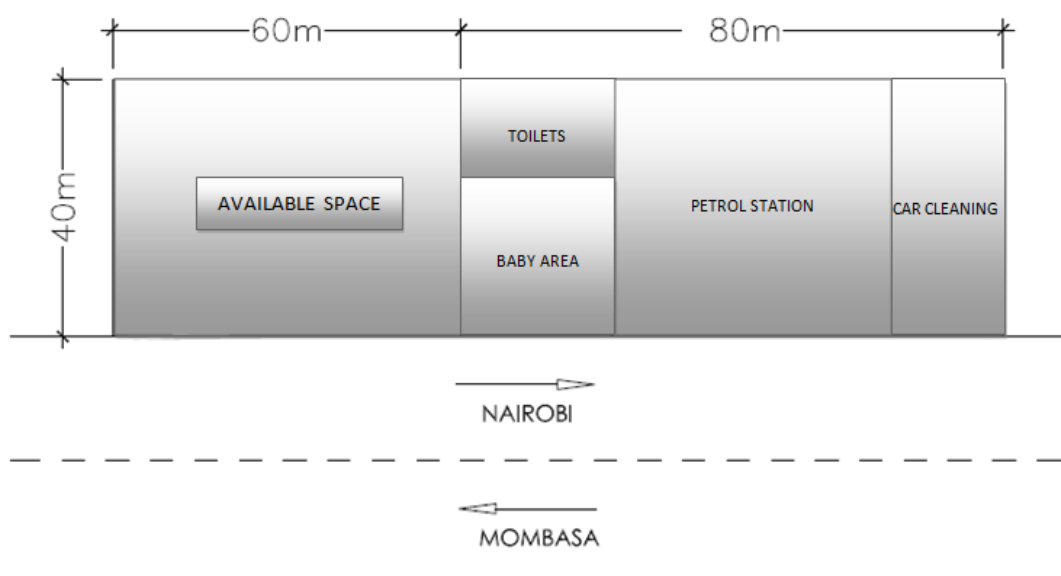 60m
80m
40m
TOILETS
AVAILABLE SPACE
PETROL STATION
CAR CLEANING
BABY AREA
NAIROBI
MOMBASA